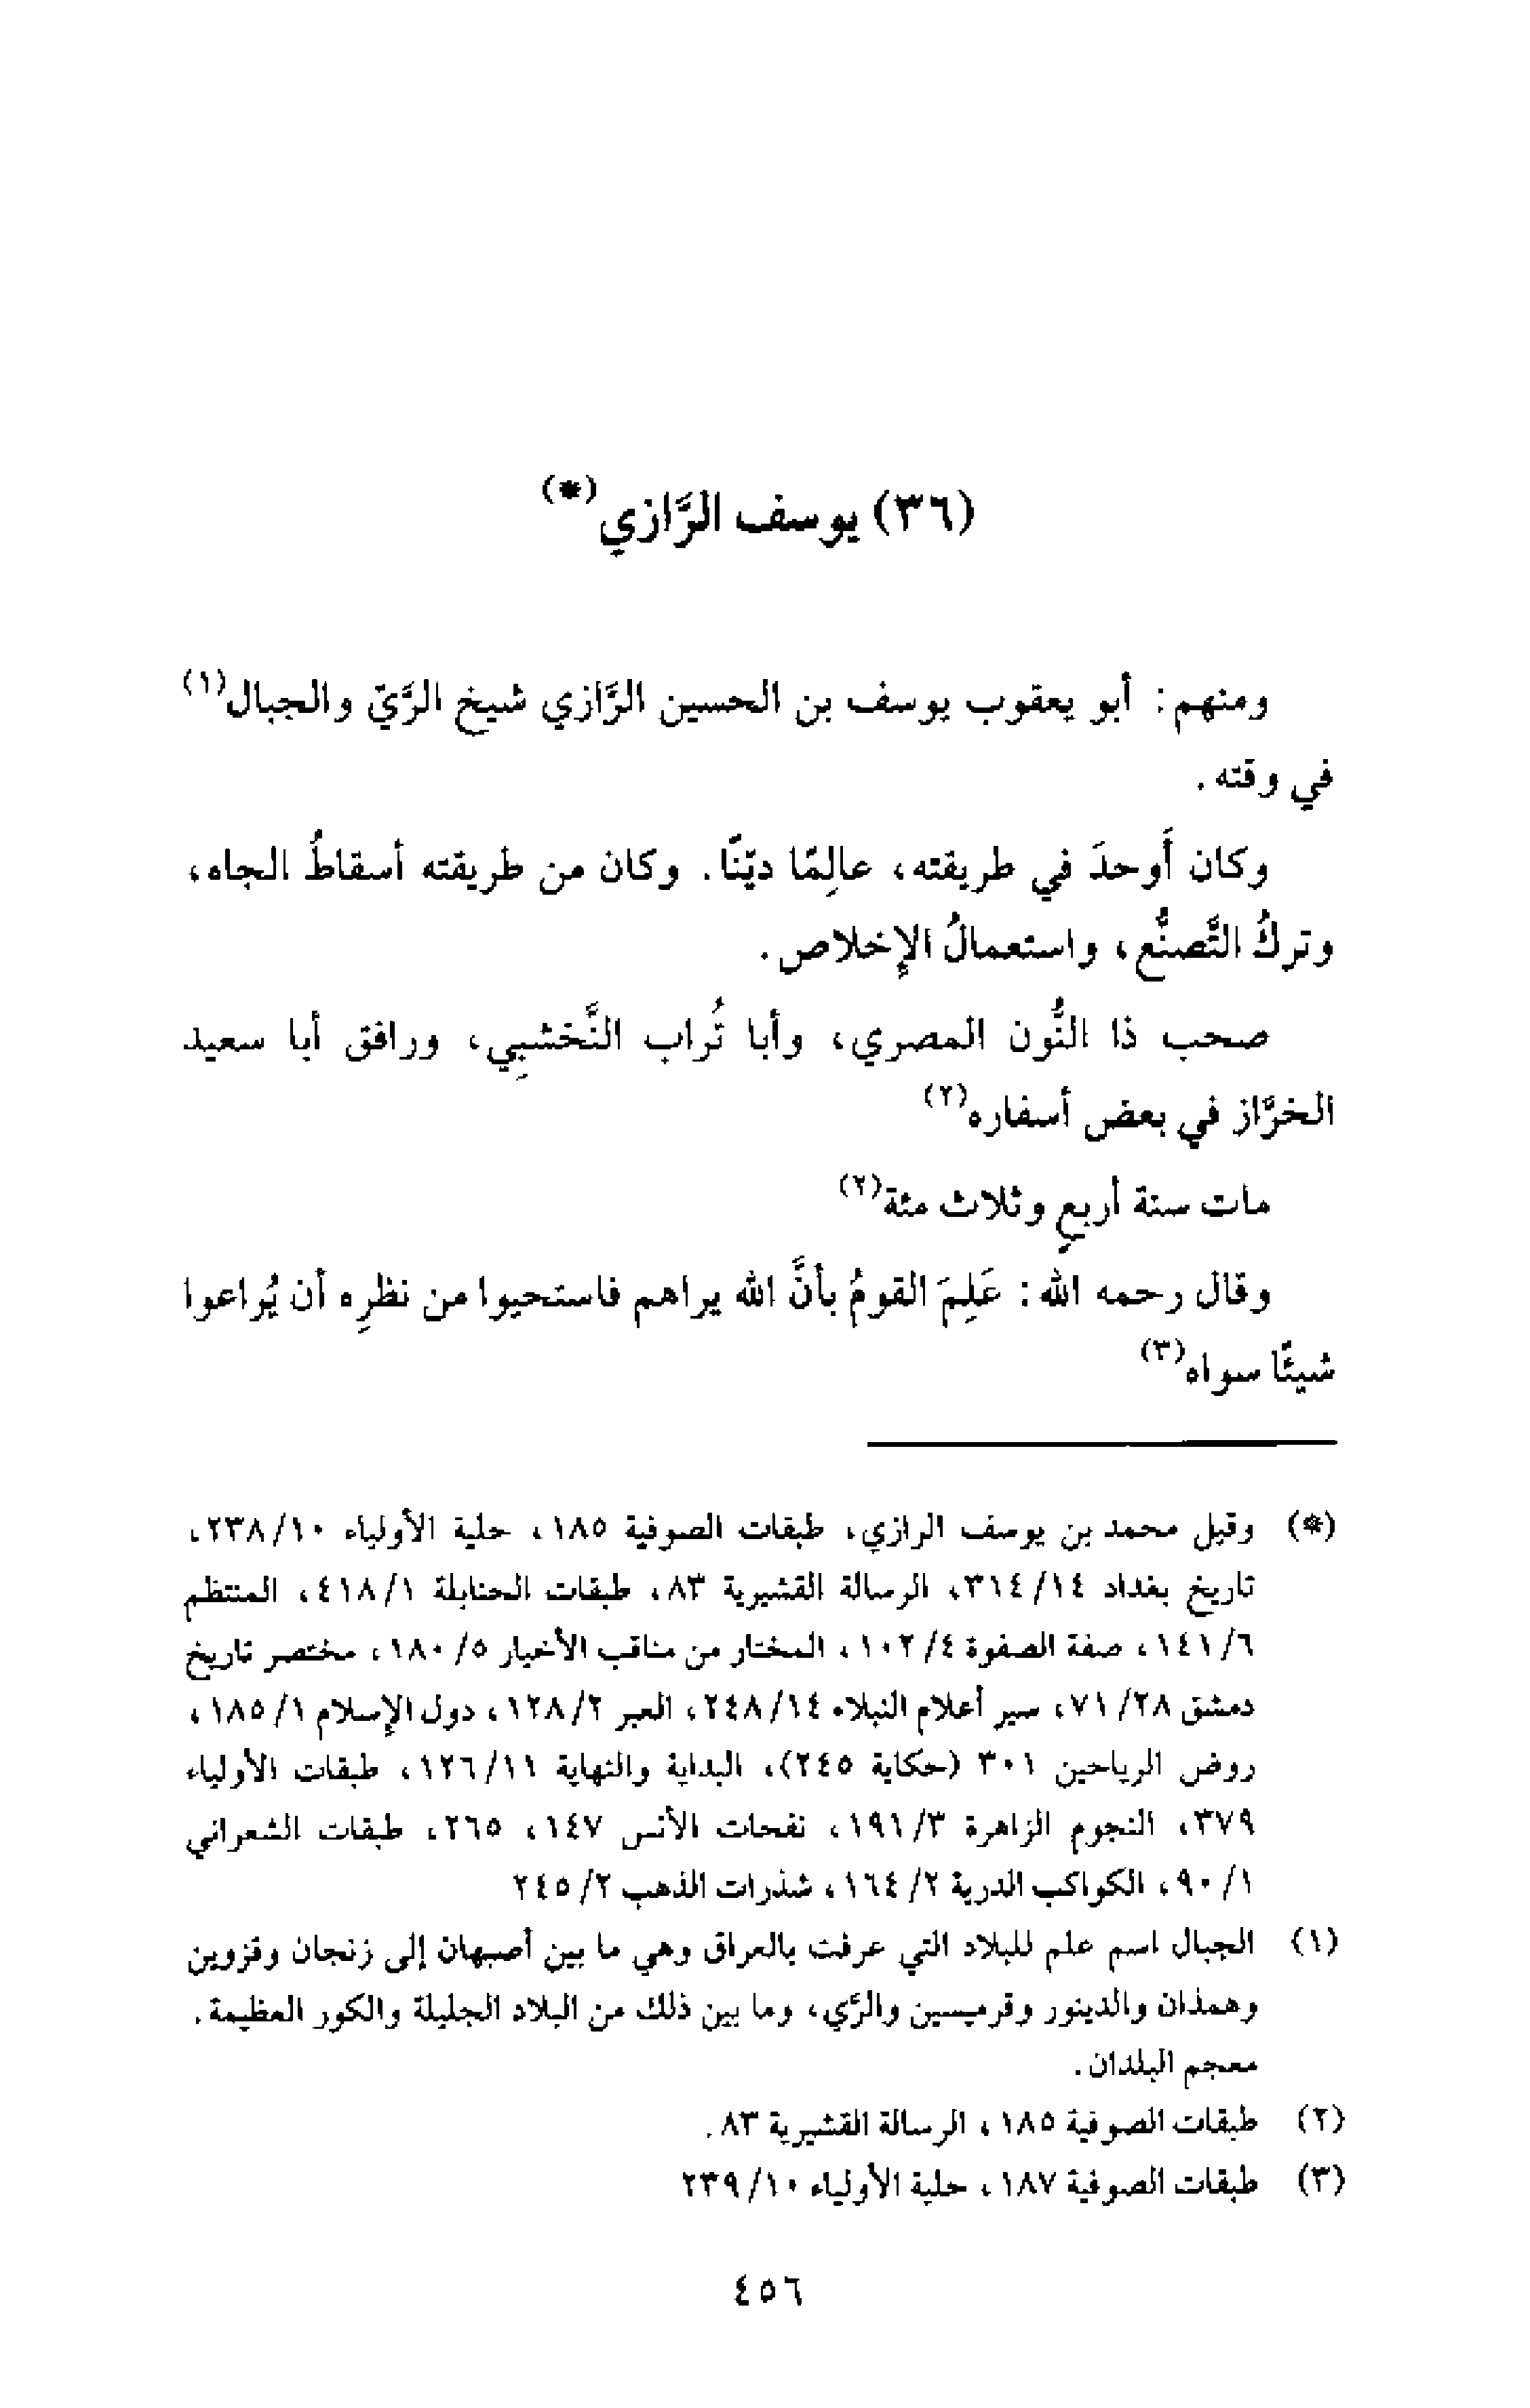 (٣٦) يوسف الرَّازي(*)
ومنهم: أبو يعقوب يوسف بن الحسين الرَّازي شيخ الرَّيّ والجبال(١)
في وقته.
وكان أَوحدَ في طريقته، عالِمًا ديّنًا. وكان من طريقته أسقاطُ الجاه،
وتركُ التَّصنُّع، واستعمالُ الإخلاص.
صحب ذا النُّون المصري، وأبا تُراب النَّخشبِي، ورافق أبا سعيد
الخرَّاز في بعض أسفاره(٢)
مات سنة أربعٍ وثلاث مئة(٢)
وقال رحمه الله: عَلِمَ القومُ بأنَّ الله يراهم فاستحيوا من نظرِه أن يُراعوا
شيئًا سواه(٣)
(*) وقيل محمد بن يوسف الرازي، طبقات الصوفية ١٨٥، حلية الأولياء ٢٣٨/١٠،
تاريخ بغداد ٣١٤/١٤، الرسالة القشيرية ٨٣، طبقات الحنابلة ٤١٨/١، المنتظم
١٤١/٦، صفة الصفوة ١٠٢/٤، المختار من مناقب الأخيار ١٨٠/٥، مختصر تاريخ
دمشق ٧١/٢٨، سير أعلام النبلاء ٢٤٨/١٤، العبر ١٢٨/٢، دول الإسلام ١٨٥/١،
روض الرياحين ٣٠١ (حكاية ٢٤٥)، البداية والنهاية ١٢٦/١١، طبقات الأولياء
٣٧٩، النجوم الزاهرة ١٩١/٣، نفحات الأنس ١٤٧، ٢٦٥، طبقات الشعراني
٩٠/١، الكواكب الدرية ١٦٤/٢، شذرات الذهب ٢٤٥/٢
(١) الجبال اسم علم للبلاد التي عرفت بالعراق وهي ما بين أصبهان إلى زنجان وقزوين
وهمذان والدينور وقرميسين والرَّي، وما بين ذلك من البلاد الجليلة والكور العظيمة.
معجم البلدان.
(٢) طبقات الصوفية ١٨٥، الرسالة القشيرية ٨٣.
(٣) طبقات الصوفية ١٨٧، حلية الأولياء ٢٣٩/١٠
٤٥٦